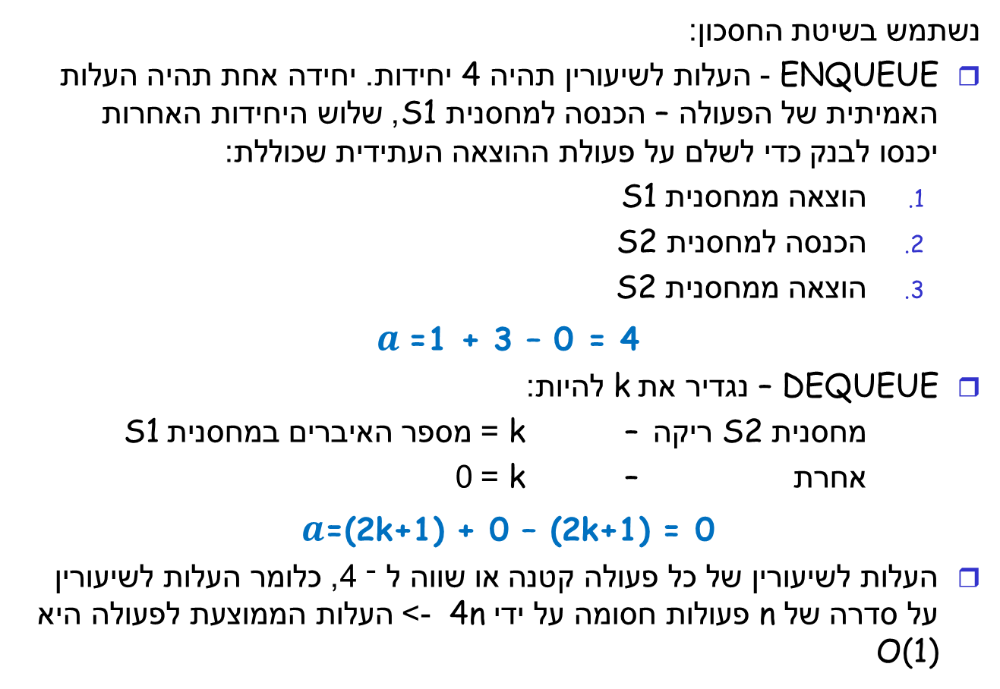 נשתמש בשיטת החסכון:
❒ ENQUEUE - העלות לשיעורין תהיה 4 יחידות. יחידה אחת תהיה העלות
האמיתית של הפעולה – הכנסה למחסנית S1, שלוש היחידות האחרות
יכנסו לבנק כדי לשלם על פעולת ההוצאה העתידית שכוללת:
1. הוצאה ממחסנית S1
2. הכנסה למחסנית S2
3. הוצאה ממחסנית S2
a =1 + 3 – 0 = 4
❒ DEQUEUE – נגדיר את k להיות:
מחסנית S2 ריקה – k = מספר האיברים במחסנית S1
אחרת – k = 0
a=(2k+1) + 0 – (2k+1) = 0
❒ העלות לשיעורין של כל פעולה קטנה או שווה ל ־ 4, כלומר העלות לשיעורין
על סדרה של n פעולות חסומה על ידי 4n -> העלות הממוצעת לפעולה היא
O(1)